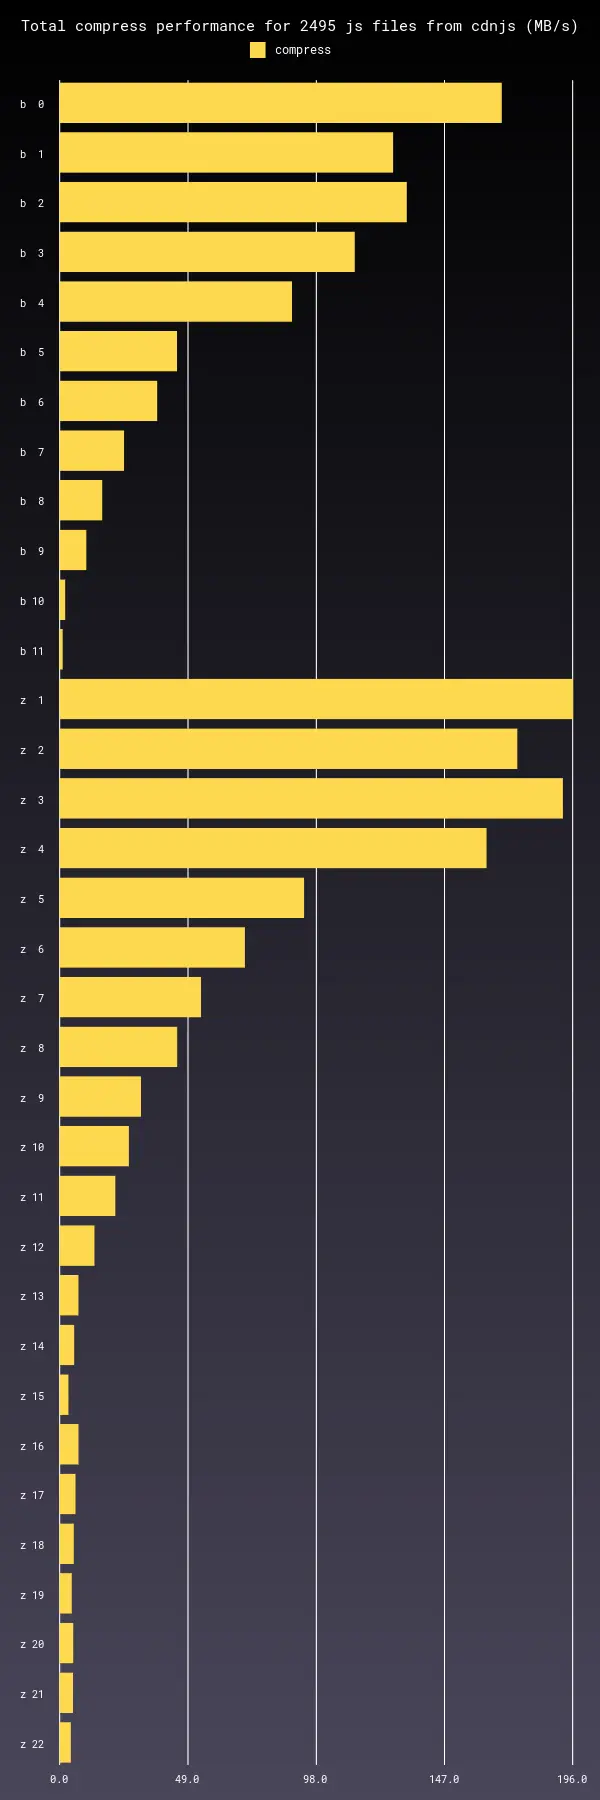 Total compress performance for 2495 js files from cdnjs (MB/s)
compress
b 0
b 1
b 2
b 3
b 4
b 5
b 6
b 7
b 8
b 9
b 10
b 11
z 1
z 2
z 3
z 4
z 5
z 6
z 7
z 8
z 9
z 10
z 11
z 12
z 13
z 14
z 15
z 16
z 17
z 18
z 19
z 20
z 21
z 22
0.0 49.0 98.0 147.0 196.0